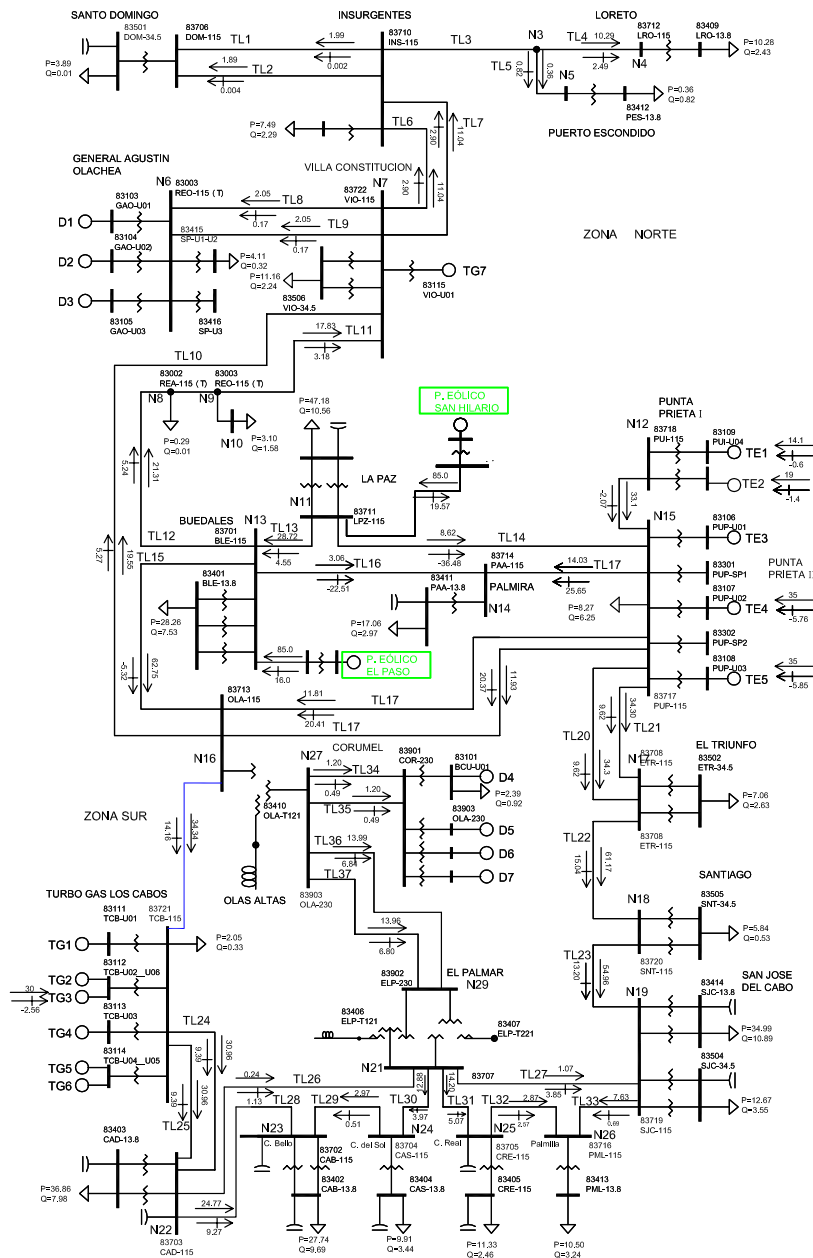 SANTO DOMINGO
83501
DOM-34.5
83706
DOM-115
TL1
1.99
0.002
TL2
1.89
0.004
P=3.89
Q=0.01
INSURGENTES
83710
INS-115
TL3
N3
LORETO
TL4
10.29
2.49
83712
LRO-115
N4
83409
LRO-13.8
P=10.28
Q=2.43
TL5
0.82
0.36
N5
83412
PES-13.8
P=0.36
Q=0.82
PUERTO ESCONDIDO
P=7.49
Q=2.29
TL6
2.90
11.04
TL7
2.90
11.04
GENERAL AGUSTIN
OLACHEA
N6
83003
REO-115 (T)
83103
GAO-U01
D1
83104
GAO-U02)
D2
83415
SP-U1-U2
P=4.11
Q=0.32
D3
83105
GAO-U03
83416
SP-U3
2.05
TL8
0.17
2.05
TL9
0.17
VILLA CONSTITUCION
N7
83722
VIO-115
P=11.16
Q=2.24
83506
VIO-34.5
TG7
83115
VIO-U01
ZONA NORTE
TL10
17.83
TL11
3.18
83002
REA-115 (T)
N8
83003
REO-115 (T)
N9
N10
P=0.29
Q=0.01
P=3.10
Q=1.58
5.24
21.31
P=47.18
Q=10.56
P. EÓLICO
SAN HILARIO
LA PAZ
85.0
19.57
N11
83711
LPZ-115
BUEDALES
N13
83701
BLE-115
TL12
TL13
28.72
4.55
8.62
-36.48
TL14
TL15
5.27
19.55
3.06
-22.51
TL16
83401
BLE-13.8
P=28.26
Q=7.53
83714
PAA-115
PALMIRA
N14
83411
PAA-13.8
P=17.06
Q=2.97
14.03
TL17
25.65
85.0
16.0
P. EÓLICO
EL PASO
-5.32
62.75
PUNTA
PRIETA I
N12
83718
PUI-115
83109
PUI-U04
TE1
14.1
-0.6
TE2
19
-1.4
-2.07
33.1
N15
83106
PUP-U01
TE3
83301
PUP-SP1
PUNTA
PRIETA II
83107
PUP-U02
TE4
35
-5.76
P=8.27
Q=6.25
83302
PUP-SP2
83108
PUP-U03
TE5
35
-5.85
83717
PUP-115
83713
OLA-115
11.81
TL17
20.41
TL17
20.37
11.93
N16
9.62
34.30
TL20
TL21
9.62
34.3
N17
83708
ETR-115
EL TRIUNFO
83502
ETR-34.5
P=7.06
Q=2.63
83708
ETR-115
ZONA SUR
14.16
34.34
83410
OLA-T121
OLAS ALTAS
CORUMEL
N27
1.20
TL34
0.49
83901
COR-230
83101
BCU-U01
D4
P=2.39
Q=0.92
1.20
TL35
0.49
83903
OLA-230
D5
D6
D7
TL36
13.99
6.84
TL37
83903
OLA-230
13.96
6.80
TL22
15.04
61.17
SANTIAGO
N18
83505
SNT-34.5
P=5.84
Q=0.53
83720
SNT-115
TL23
13.20
54.96
TURBO GAS LOS CABOS
83111
TCB-U01
83721
TCB-115
TG1
P=2.05
Q=0.33
83112
TCB-U02_U06
TG2
TG3
30
-2.56
83113
TCB-U03
TG4
83114
TCB-U04_U05
TG5
TG6
TL24
9.39
30.96
9.39
30.96
TL25
EL PALMAR
83902
ELP-230
N29
83406
ELP-T121
83407
ELP-T221
N21
83707
N19
SAN JOSE
DEL CABO
83414
SJC-13.8
P=34.99
Q=10.89
83504
SJC-34.5
P=12.67
Q=3.55
83719
SJC-115
0.24
TL26
1.13
TL28
12.88
14.20
1.07
TL27
3.85
2.97
TL29
0.51
TL30
3.97
TL31
5.07
TL32
2.87
2.57
TL33
7.63
0.69
83403
CAD-13.8
P=36.86
Q=7.98
N22
83703
CAD-115
24.77
9.27
N23
C. Bello
83702
CAB-115
83402
CAB-13.8
P=27.74
Q=9.69
N24
C. del Sol
83704
CAS-115
83404
CAS-13.8
P=9.91
Q=3.44
N25
C. Real
83705
CRE-115
83405
CRE-115
P=11.33
Q=2.46
N26
Palmilla
83716
PML-115
83413
PML-13.8
P=10.50
Q=3.24